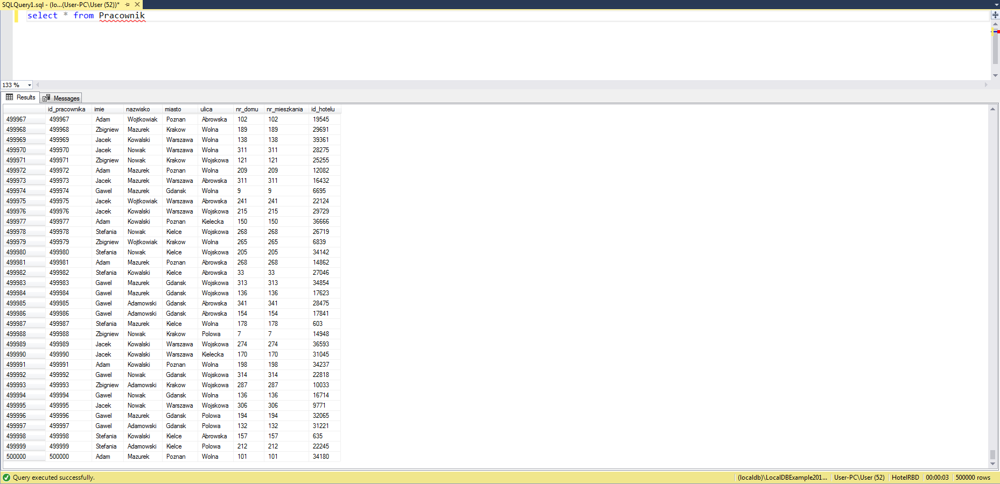 SQLQuery1.sql - (lo...(User-PC\User (52))*
select * from Pracownik
133 %
Results Messages
id_pracownika imie nazwisko miasto ulica nr_domu nr_mieszkania id_hotelu
499967 499967 Adam Wojtkowiak Poznan Abrowska 102 102 19545
499968 499968 Zbigniew Mazurek Krakow Wolna 189 189 29691
499969 499969 Jacek Kowalski Warszawa Wolna 138 138 39361
499970 499970 Jacek Nowak Warszawa Wolna 311 311 28275
499971 499971 Zbigniew Nowak Krakow Wojskowa 121 121 25255
499972 499972 Adam Mazurek Poznan Wolna 209 209 12082
499973 499973 Jacek Mazurek Warszawa Abrowska 311 311 16432
499974 499974 Gawel Mazurek Gdansk Wolna 9 9 6695
499975 499975 Jacek Wojtkowiak Warszawa Abrowska 241 241 22124
499976 499976 Jacek Kowalski Warszawa Wojskowa 215 215 29729
499977 499977 Adam Kowalski Poznan Kielecka 150 150 36666
499978 499978 Stefania Nowak Kielce Wojskowa 268 268 26719
499979 499979 Zbigniew Wojtkowiak Krakow Wolna 265 265 6839
499980 499980 Stefania Nowak Kielce Wojskowa 205 205 34142
499981 499981 Adam Mazurek Poznan Abrowska 268 268 14862
499982 499982 Stefania Kowalski Kielce Abrowska 33 33 27046
499983 499983 Gawel Mazurek Gdansk Wojskowa 313 313 34854
499984 499984 Gawel Mazurek Gdansk Wojskowa 136 136 17623
499985 499985 Gawel Adamowski Gdansk Abrowska 341 341 28475
499986 499986 Gawel Adamowski Gdansk Abrowska 154 154 17841
499987 499987 Stefania Mazurek Kielce Wolna 178 178 603
499988 499988 Zbigniew Nowak Krakow Polowa 7 7 14948
499989 499989 Jacek Kowalski Warszawa Wojskowa 274 274 36593
499990 499990 Jacek Kowalski Warszawa Kielecka 170 170 31045
499991 499991 Adam Kowalski Poznan Wolna 198 198 34237
499992 499992 Gawel Nowak Gdansk Wojskowa 314 314 22818
499993 499993 Zbigniew Adamowski Krakow Wojskowa 287 287 10033
499994 499994 Gawel Nowak Gdansk Wolna 136 136 16714
499995 499995 Jacek Nowak Warszawa Wojskowa 306 306 9771
499996 499996 Gawel Mazurek Gdansk Polowa 194 194 32065
499997 499997 Gawel Adamowski Gdansk Polowa 132 132 31221
499998 499998 Stefania Kowalski Kielce Abrowska 157 157 635
499999 499999 Stefania Adamowski Kielce Polowa 212 212 22245
500000 500000 Adam Mazurek Poznan Wolna 101 101 34180
Query executed successfully. (localdb)\LocalDBExample201... User-PC\User (52) HotelRBD 00:00:03 500000 rows